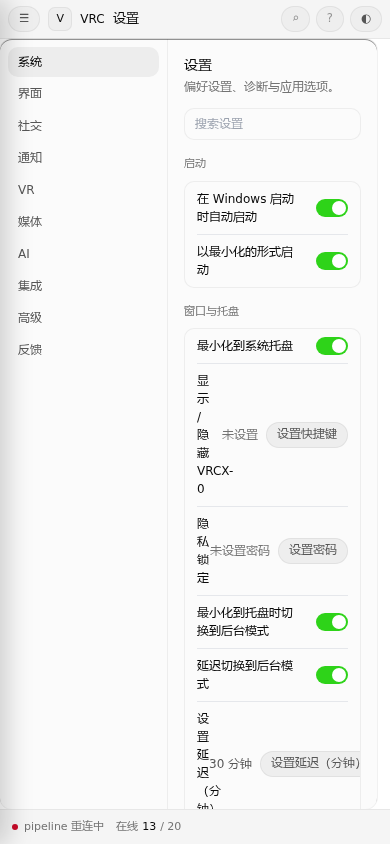 ☰ V VRC 设置 ⌕ ? ◐
系统
界面
社交
通知
VR
媒体
AI
集成
高级
反馈
设置
偏好设置、诊断与应用选项。
搜索设置
启动
在 Windows 启动
时自动启动
以最小化的形式启
动
窗口与托盘
最小化到系统托盘
显
示
/
隐
藏
VRCX-
0
未设置 设置快捷键
隐
私
锁
定
未设置密码 设置密码
最小化到托盘时切
换到后台模式
延迟切换到后台模
式
设
置
延
迟
（分
钟）
30 分钟 设置延迟（分钟）
pipeline 重连中 在线 13 / 20